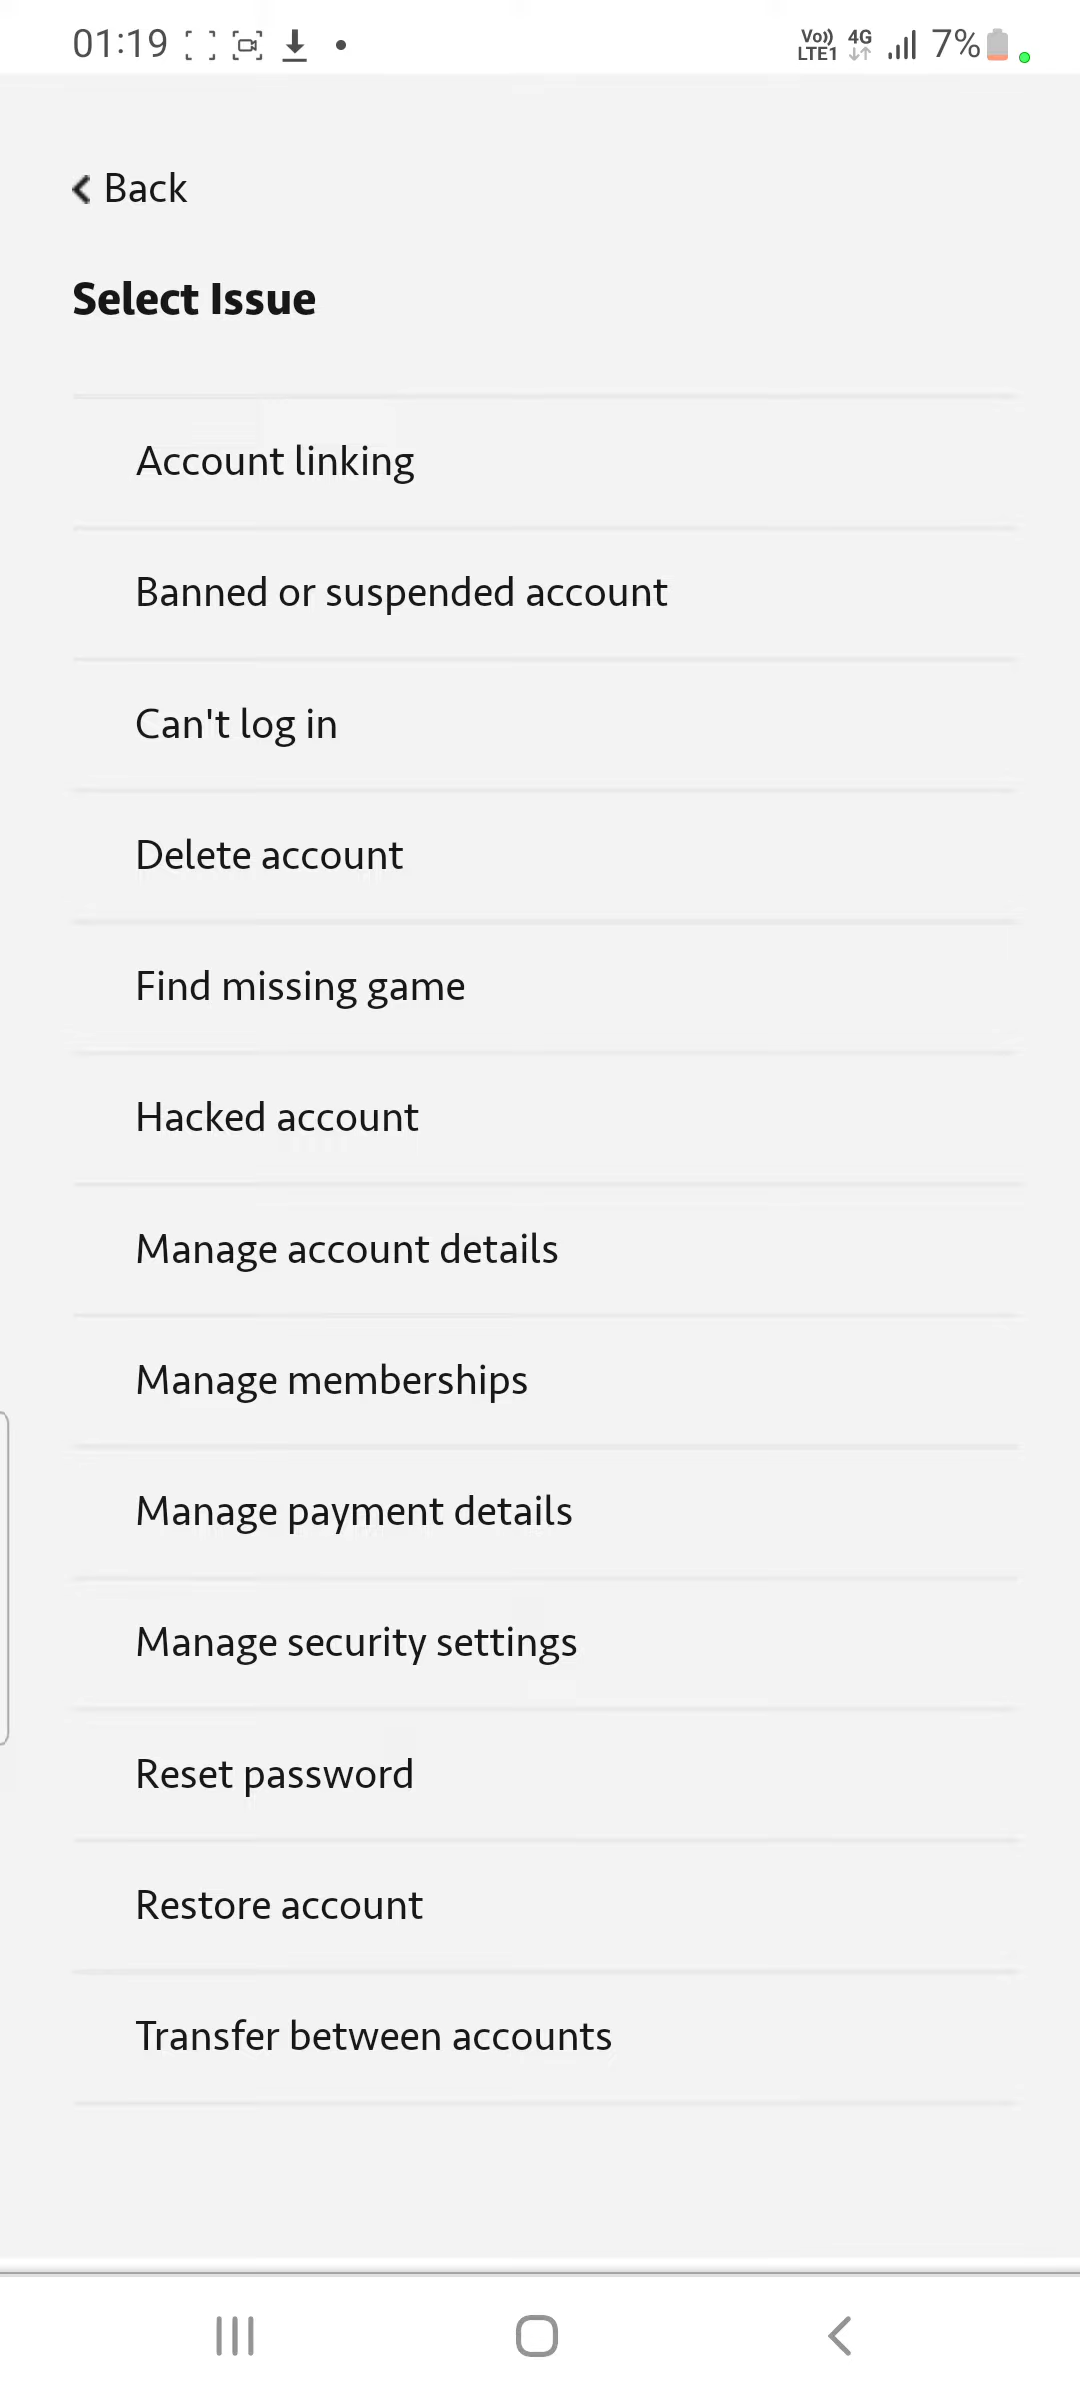 01:19 Vo)) LTE1 4G 7%
Back
Select Issue
Account linking
Banned or suspended account
Can't log in
Delete account
Find missing game
Hacked account
Manage account details
Manage memberships
Manage payment details
Manage security settings
Reset password
Restore account
Transfer between accounts